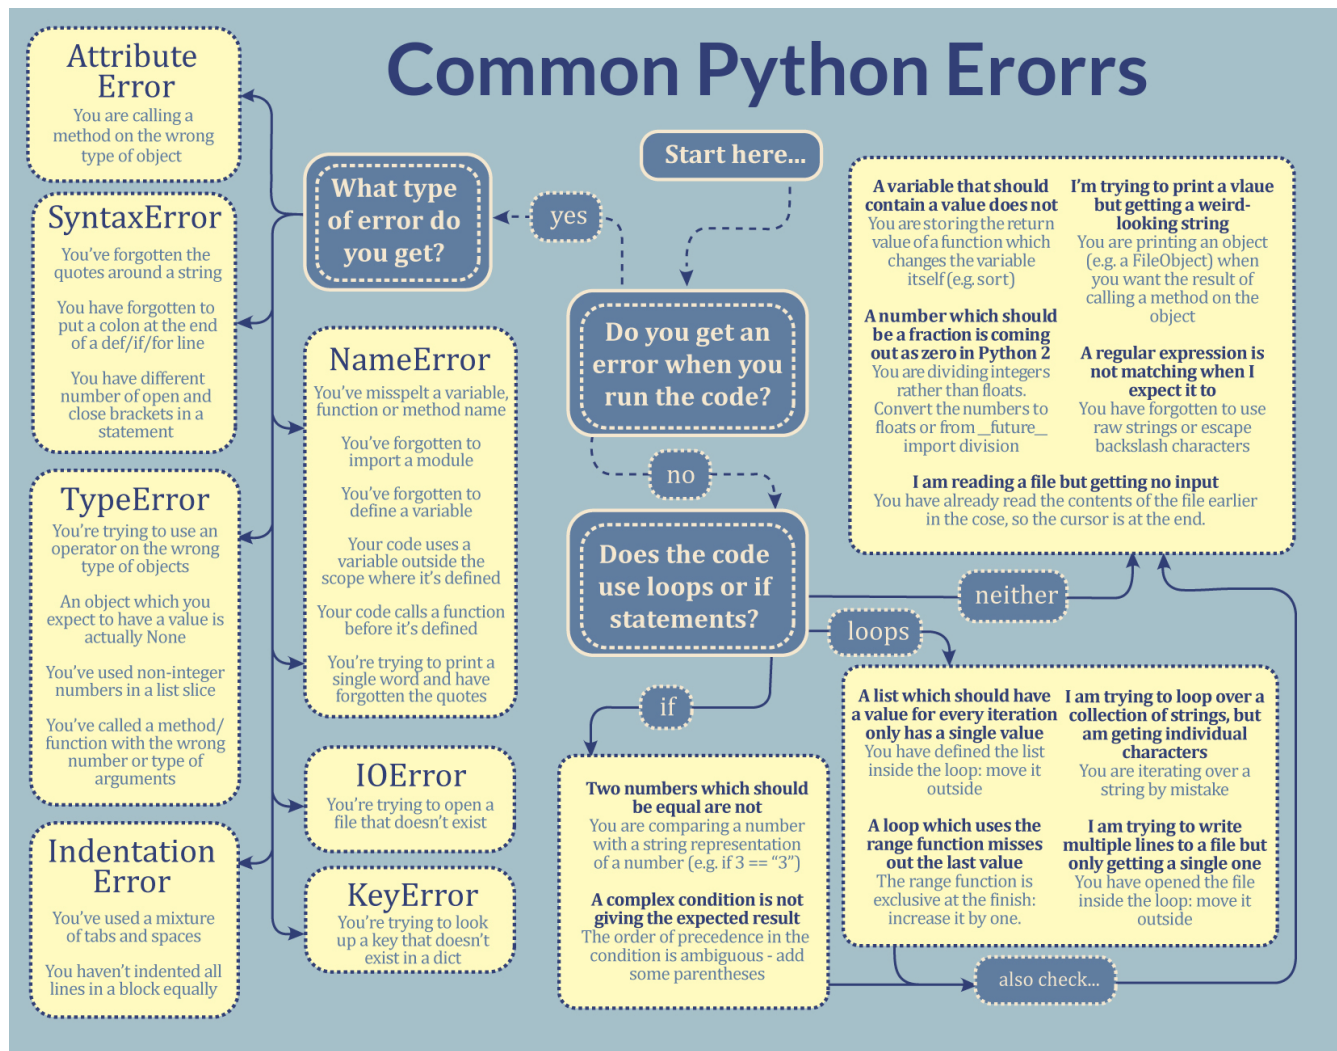 Common Python Erorrs
Attribute
Error
You are calling a
method on the wrong
type of object
SyntaxError
You've forgotten the
quotes around a string
You have forgotten to
put a colon at the end
of a def/if/for line
You have different
number of open and
close brackets in a
statement
TypeError
You're trying to use an
operator on the wrong
type of objects
An object which you
expect to have a value is
actually None
You've used non-integer
numbers in a list slice
You've called a method/
function with the wrong
number or type of
arguments
Indentation
Error
You've used a mixture
of tabs and spaces
You haven't indented all
lines in a block equally
What type
of error do
you get?
yes
Start here...
NameError
You've misspelt a variable,
function or method name
You've forgotten to
import a module
You've forgotten to
define a variable
Your code uses a
variable outside the
scope where it's defined
Your code calls a function
before it's defined
You're trying to print a
single word and have
forgotten the quotes
IOError
You're trying to open a
file that doesn't exist
KeyError
You're trying to look
up a key that doesn't
exist in a dict
Do you get an
error when you
run the code?
no
Does the code
use loops or if
statements?
neither
loops
if
A variable that should
contain a value does not
You are storing the return
value of a function which
changes the variable
itself (e.g. sort)
A number which should
be a fraction is coming
out as zero in Python 2
You are dividing integers
rather than floats.
Convert the numbers to
floats or from __future__
import division
I'm trying to print a vlaue
but getting a weird-
looking string
You are printing an object
(e.g. a FileObject) when
you want the result of
calling a method on the
object
A regular expression is
not matching when I
expect it to
You have forgotten to use
raw strings or escape
backslash characters
I am reading a file but getting no input
You have already read the contents of the file earlier
in the cose, so the cursor is at the end.
Two numbers which should
be equal are not
You are comparing a number
with a string representation
of a number (e.g. if 3 == “3”)
A complex condition is not
giving the expected result
The order of precedence in the
condition is ambiguous - add
some parentheses
A list which should have
a value for every iteration
only has a single value
You have defined the list
inside the loop: move it
outside
A loop which uses the
range function misses
out the last value
The range function is
exclusive at the finish:
increase it by one.
I am trying to loop over a
collection of strings, but
am geting individual
characters
You are iterating over a
string by mistake
I am trying to write
multiple lines to a file but
only getting a single one
You have opened the file
inside the loop: move it
outside
also check...